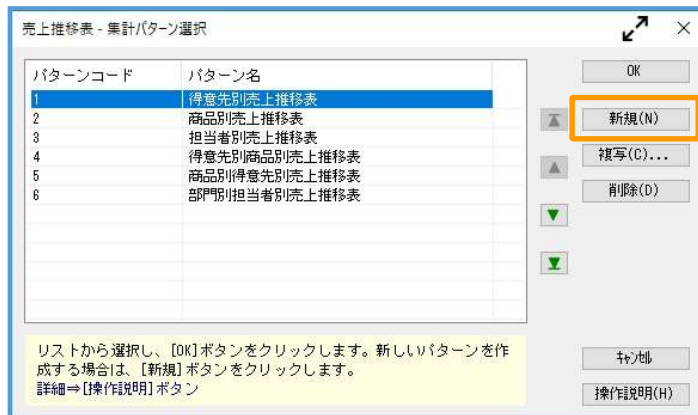 売上推移表 - 集計パターン選択
パターンコード パターン名
1 得意先別売上推移表
2 商品別売上推移表
3 担当者別売上推移表
4 得意先別商品別売上推移表
5 商品別得意先別売上推移表
6 部門別担当者別売上推移表
OK
新規(N)
複写(C)...
削除(D)
リストから選択し、[OK]ボタンをクリックします。新しいパターンを作
成する場合は、[新規]ボタンをクリックします。
詳細⇒[操作説明]ボタン
ｷｬﾝｾﾙ
操作説明(H)